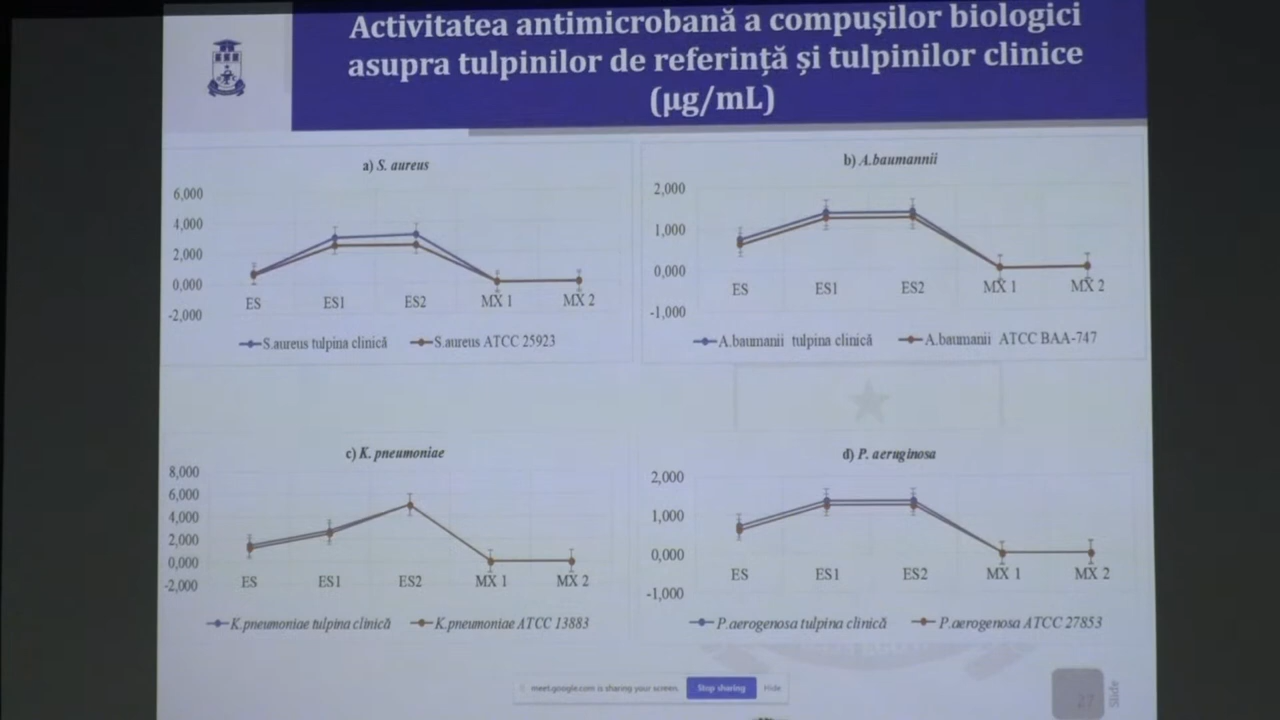 Activitatea antimicrobană a compușilor biologici
asupra tulpinilor de referință și tulpinilor clinice
(µg/mL)
a) S. aureus
6,000
4,000
2,000
0,000
-2,000
ES ES1 ES2 MX 1 MX 2
S.aureus tulpina clinică S.aureus ATCC 25923
b) A.baumannii
2,000
1,000
0,000
-1,000
ES ES1 ES2 MX 1 MX 2
A.baumanii tulpina clinică A.baumanii ATCC BAA-747
c) K. pneumoniae
8,000
6,000
4,000
2,000
0,000
-2,000
ES ES1 ES2 MX 1 MX 2
K.pneumoniae tulpina clinică K.pneumoniae ATCC 13883
d) P. aeruginosa
2,000
1,000
0,000
-1,000
ES ES1 ES2 MX 1 MX 2
P.aerogenosa tulpina clinică P.aerogenosa ATCC 27853
meet.google.com is sharing your screen. Stop sharing Hide
27
Slide